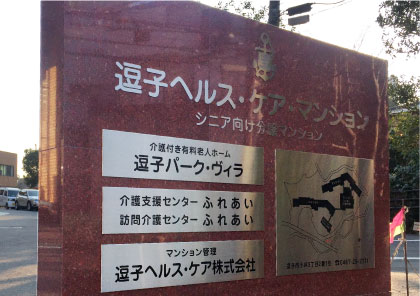 逗子ヘルス・ケア・マンション
シニア向け分譲マンション
介護付き有料老人ホーム
逗子パーク・ヴィラ
介護支援センター ふれあい
訪問介護センター ふれあい
マンション管理
逗子ヘルス・ケア株式会社